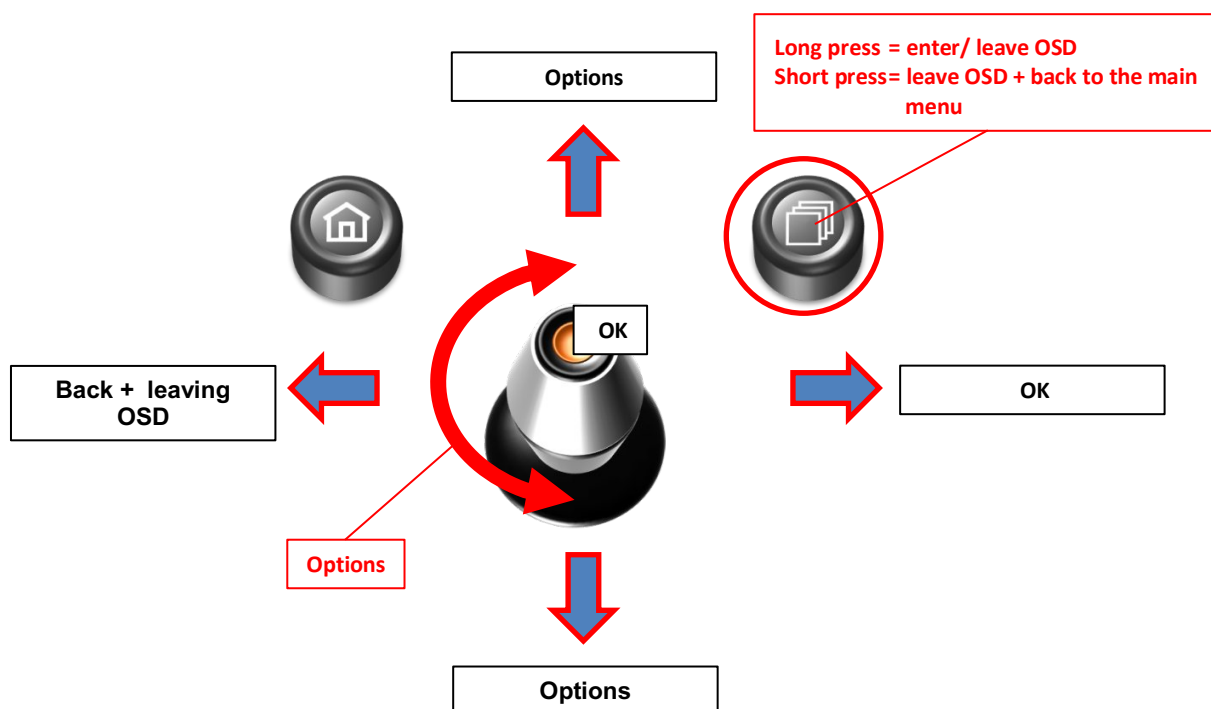 Options
Long press = enter/ leave OSD
Short press= leave OSD + back to the main
menu
OK
Back + leaving
OSD
OK
Options
Options